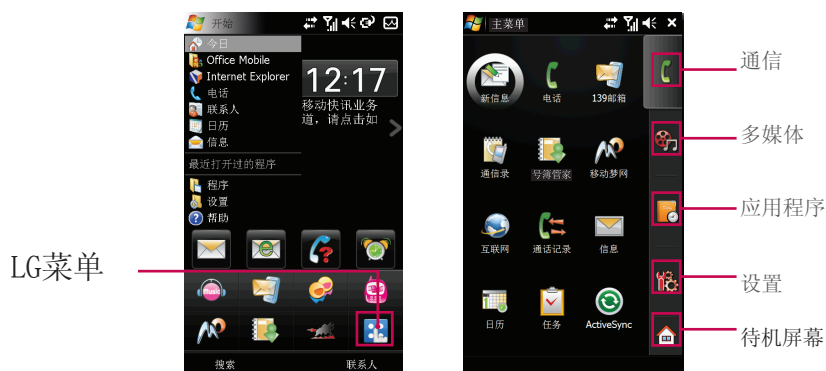 LG菜单
开始
今日
Office Mobile
Internet Explorer
电话
联系人
日历
信息
最近打开过的程序
程序
设置
帮助
12:17
移动快讯业务
道，请点击如
Music
搜索 联系人
主菜单
新信息 电话 139邮箱
通信录 号簿管家 移动梦网
互联网 通话记录 信息
日历 任务 ActiveSync
通信
多媒体
应用程序
设置
待机屏幕